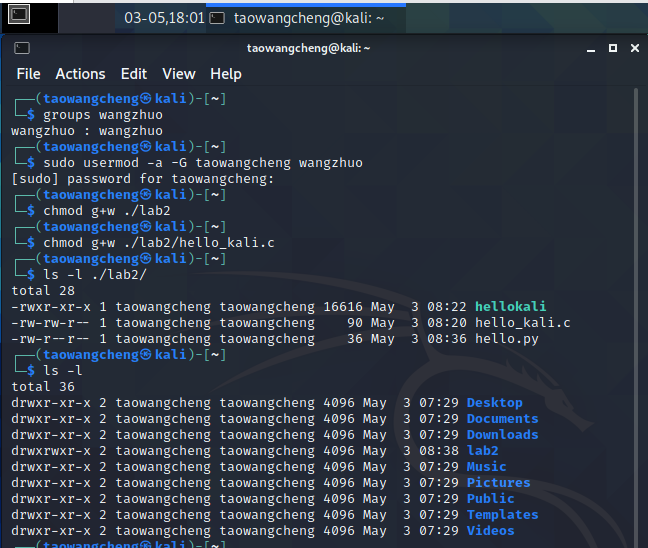 03-05,18:01 taowangcheng@kali: ~
taowangcheng@kali: ~
File Actions Edit View Help
┌──(taowangcheng㉿kali)-[~]
└─$ groups wangzhuo
wangzhuo : wangzhuo
┌──(taowangcheng㉿kali)-[~]
└─$ sudo usermod -a -G taowangcheng wangzhuo
[sudo] password for taowangcheng:
┌──(taowangcheng㉿kali)-[~]
└─$ chmod g+w ./lab2
┌──(taowangcheng㉿kali)-[~]
└─$ chmod g+w ./lab2/hello_kali.c
┌──(taowangcheng㉿kali)-[~]
└─$ ls -l ./lab2/
total 28
-rwxr-xr-x 1 taowangcheng taowangcheng 16616 May  3 08:22 hellokali
-rw-rw-r-- 1 taowangcheng taowangcheng    90 May  3 08:20 hello_kali.c
-rw-r--r-- 1 taowangcheng taowangcheng    36 May  3 08:36 hello.py
┌──(taowangcheng㉿kali)-[~]
└─$ ls -l
total 36
drwxr-xr-x 2 taowangcheng taowangcheng 4096 May  3 07:29 Desktop
drwxr-xr-x 2 taowangcheng taowangcheng 4096 May  3 07:29 Documents
drwxr-xr-x 2 taowangcheng taowangcheng 4096 May  3 07:29 Downloads
drwxrwxr-x 2 taowangcheng taowangcheng 4096 May  3 08:38 lab2
drwxr-xr-x 2 taowangcheng taowangcheng 4096 May  3 07:29 Music
drwxr-xr-x 2 taowangcheng taowangcheng 4096 May  3 07:29 Pictures
drwxr-xr-x 2 taowangcheng taowangcheng 4096 May  3 07:29 Public
drwxr-xr-x 2 taowangcheng taowangcheng 4096 May  3 07:29 Templates
drwxr-xr-x 2 taowangcheng taowangcheng 4096 May  3 07:29 Videos
┌──(taowangcheng㉿kali)-[~]